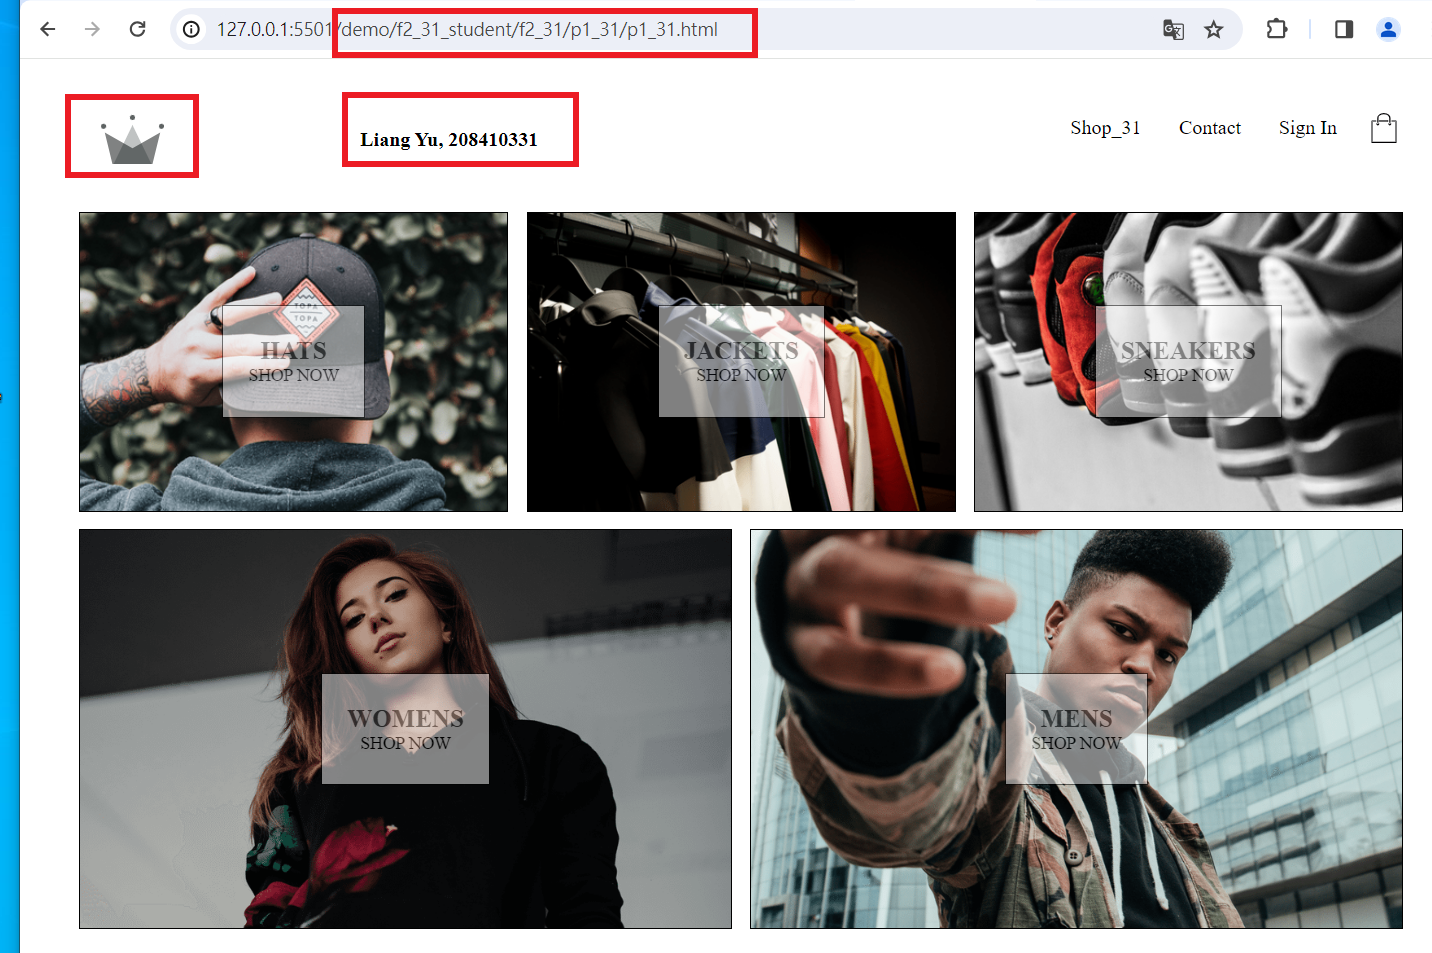 127.0.0.1:5501/demo/f2_31_student/f2_31/p1_31/p1_31.html
Liang Yu, 208410331
Shop_31
Contact
Sign In
TOPA
TOPA
HATS
SHOP NOW
JACKETS
SHOP NOW
SNEAKERS
SHOP NOW
WOMENS
SHOP NOW
MENS
SHOP NOW